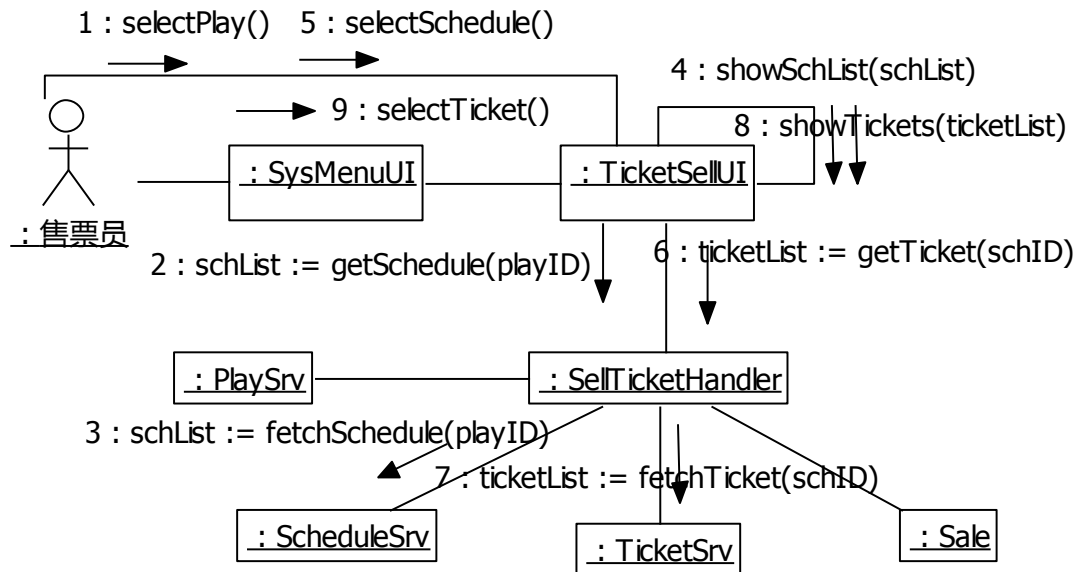 1 : selectPlay()
5 : selectSchedule()
4 : showSchList(schList)
9 : selectTicket()
8 : showTickets(ticketList)
: SysMenuUI
: TicketSellUI
: 售票员
2 : schList := getSchedule(playID)
6 : ticketList := getTicket(schID)
: PlaySrv
: SellTicketHandler
3 : schList := fetchSchedule(playID)
7 : ticketList := fetchTicket(schID)
: ScheduleSrv
: TicketSrv
: Sale